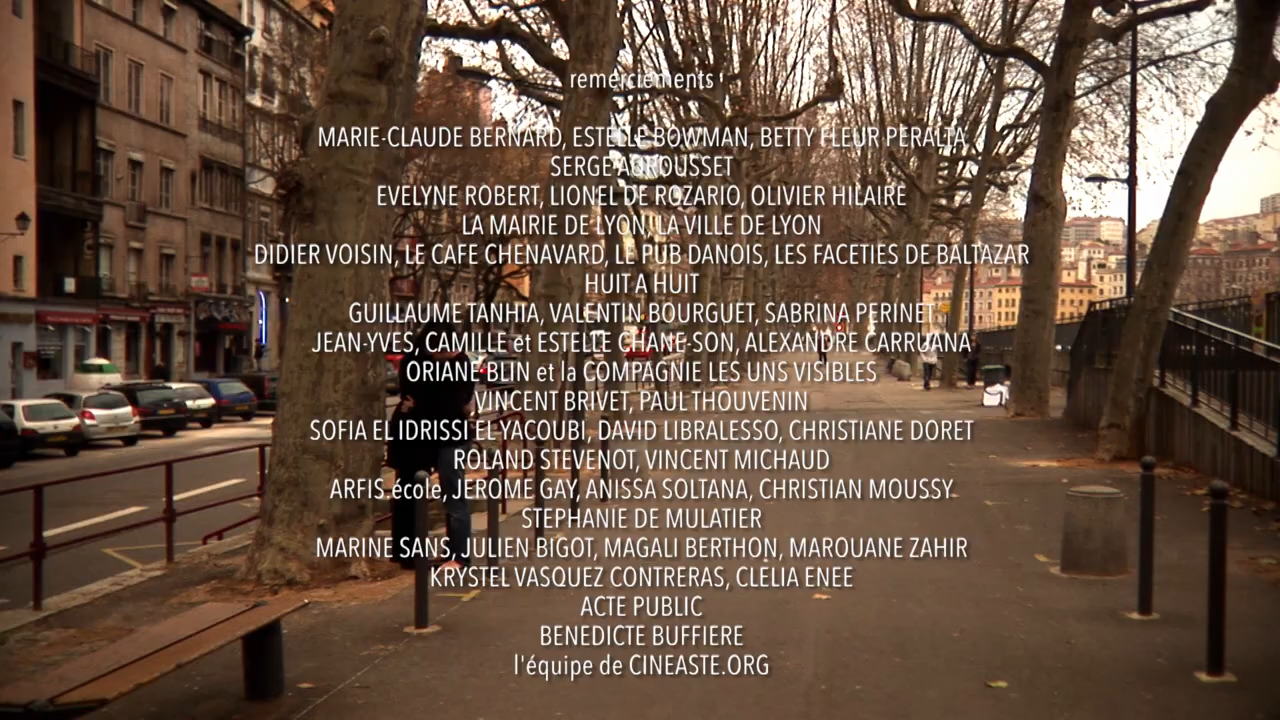 remerciements
MARIE-CLAUDE BERNARD, ESTELLE BOWMAN, BETTY FLEUR PERALTA
SERGE AGROUSSET
EVELYNE ROBERT, LIONEL DE ROZARIO, OLIVIER HILAIRE
LA MAIRIE DE LYON, LA VILLE DE LYON
DIDIER VOISIN, LE CAFE CHENAVARD, LE PUB DANOIS, LES FACETIES DE BALTAZAR
HUIT A HUIT
GUILLAUME TANHIA, VALENTIN BOURGUET, SABRINA PERINET
JEAN-YVES, CAMILLE et ESTELLE CHANE-SON, ALEXANDRE CARRUANA
ORIANE BLIN et la COMPAGNIE LES UNS VISIBLES
VINCENT BRIVET, PAUL THOUVENIN
SOFIA EL IDRISSI EL YACOUBI, DAVID LIBRALESSO, CHRISTIANE DORET
ROLAND STEVENOT, VINCENT MICHAUD
ARFIS école, JEROME GAY, ANISSA SOLTANA, CHRISTIAN MOUSSY
STEPHANIE DE MULATIER
MARINE SANS, JULIEN BIGOT, MAGALI BERTHON, MAROUANE ZAHIR
KRYSTEL VASQUEZ CONTRERAS, CLELIA ENEE
ACTE PUBLIC
BENEDICTE BUFFIERE
l'équipe de CINEASTE.ORG